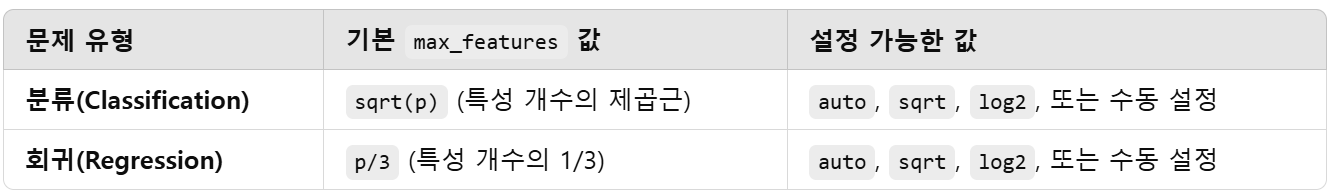 문제 유형 기본 max_features 값 설정 가능한 값
분류(Classification) sqrt(p) (특성 개수의 제곱근) auto, sqrt, log2, 또는 수동 설정
회귀(Regression) p/3 (특성 개수의 1/3) auto, sqrt, log2, 또는 수동 설정